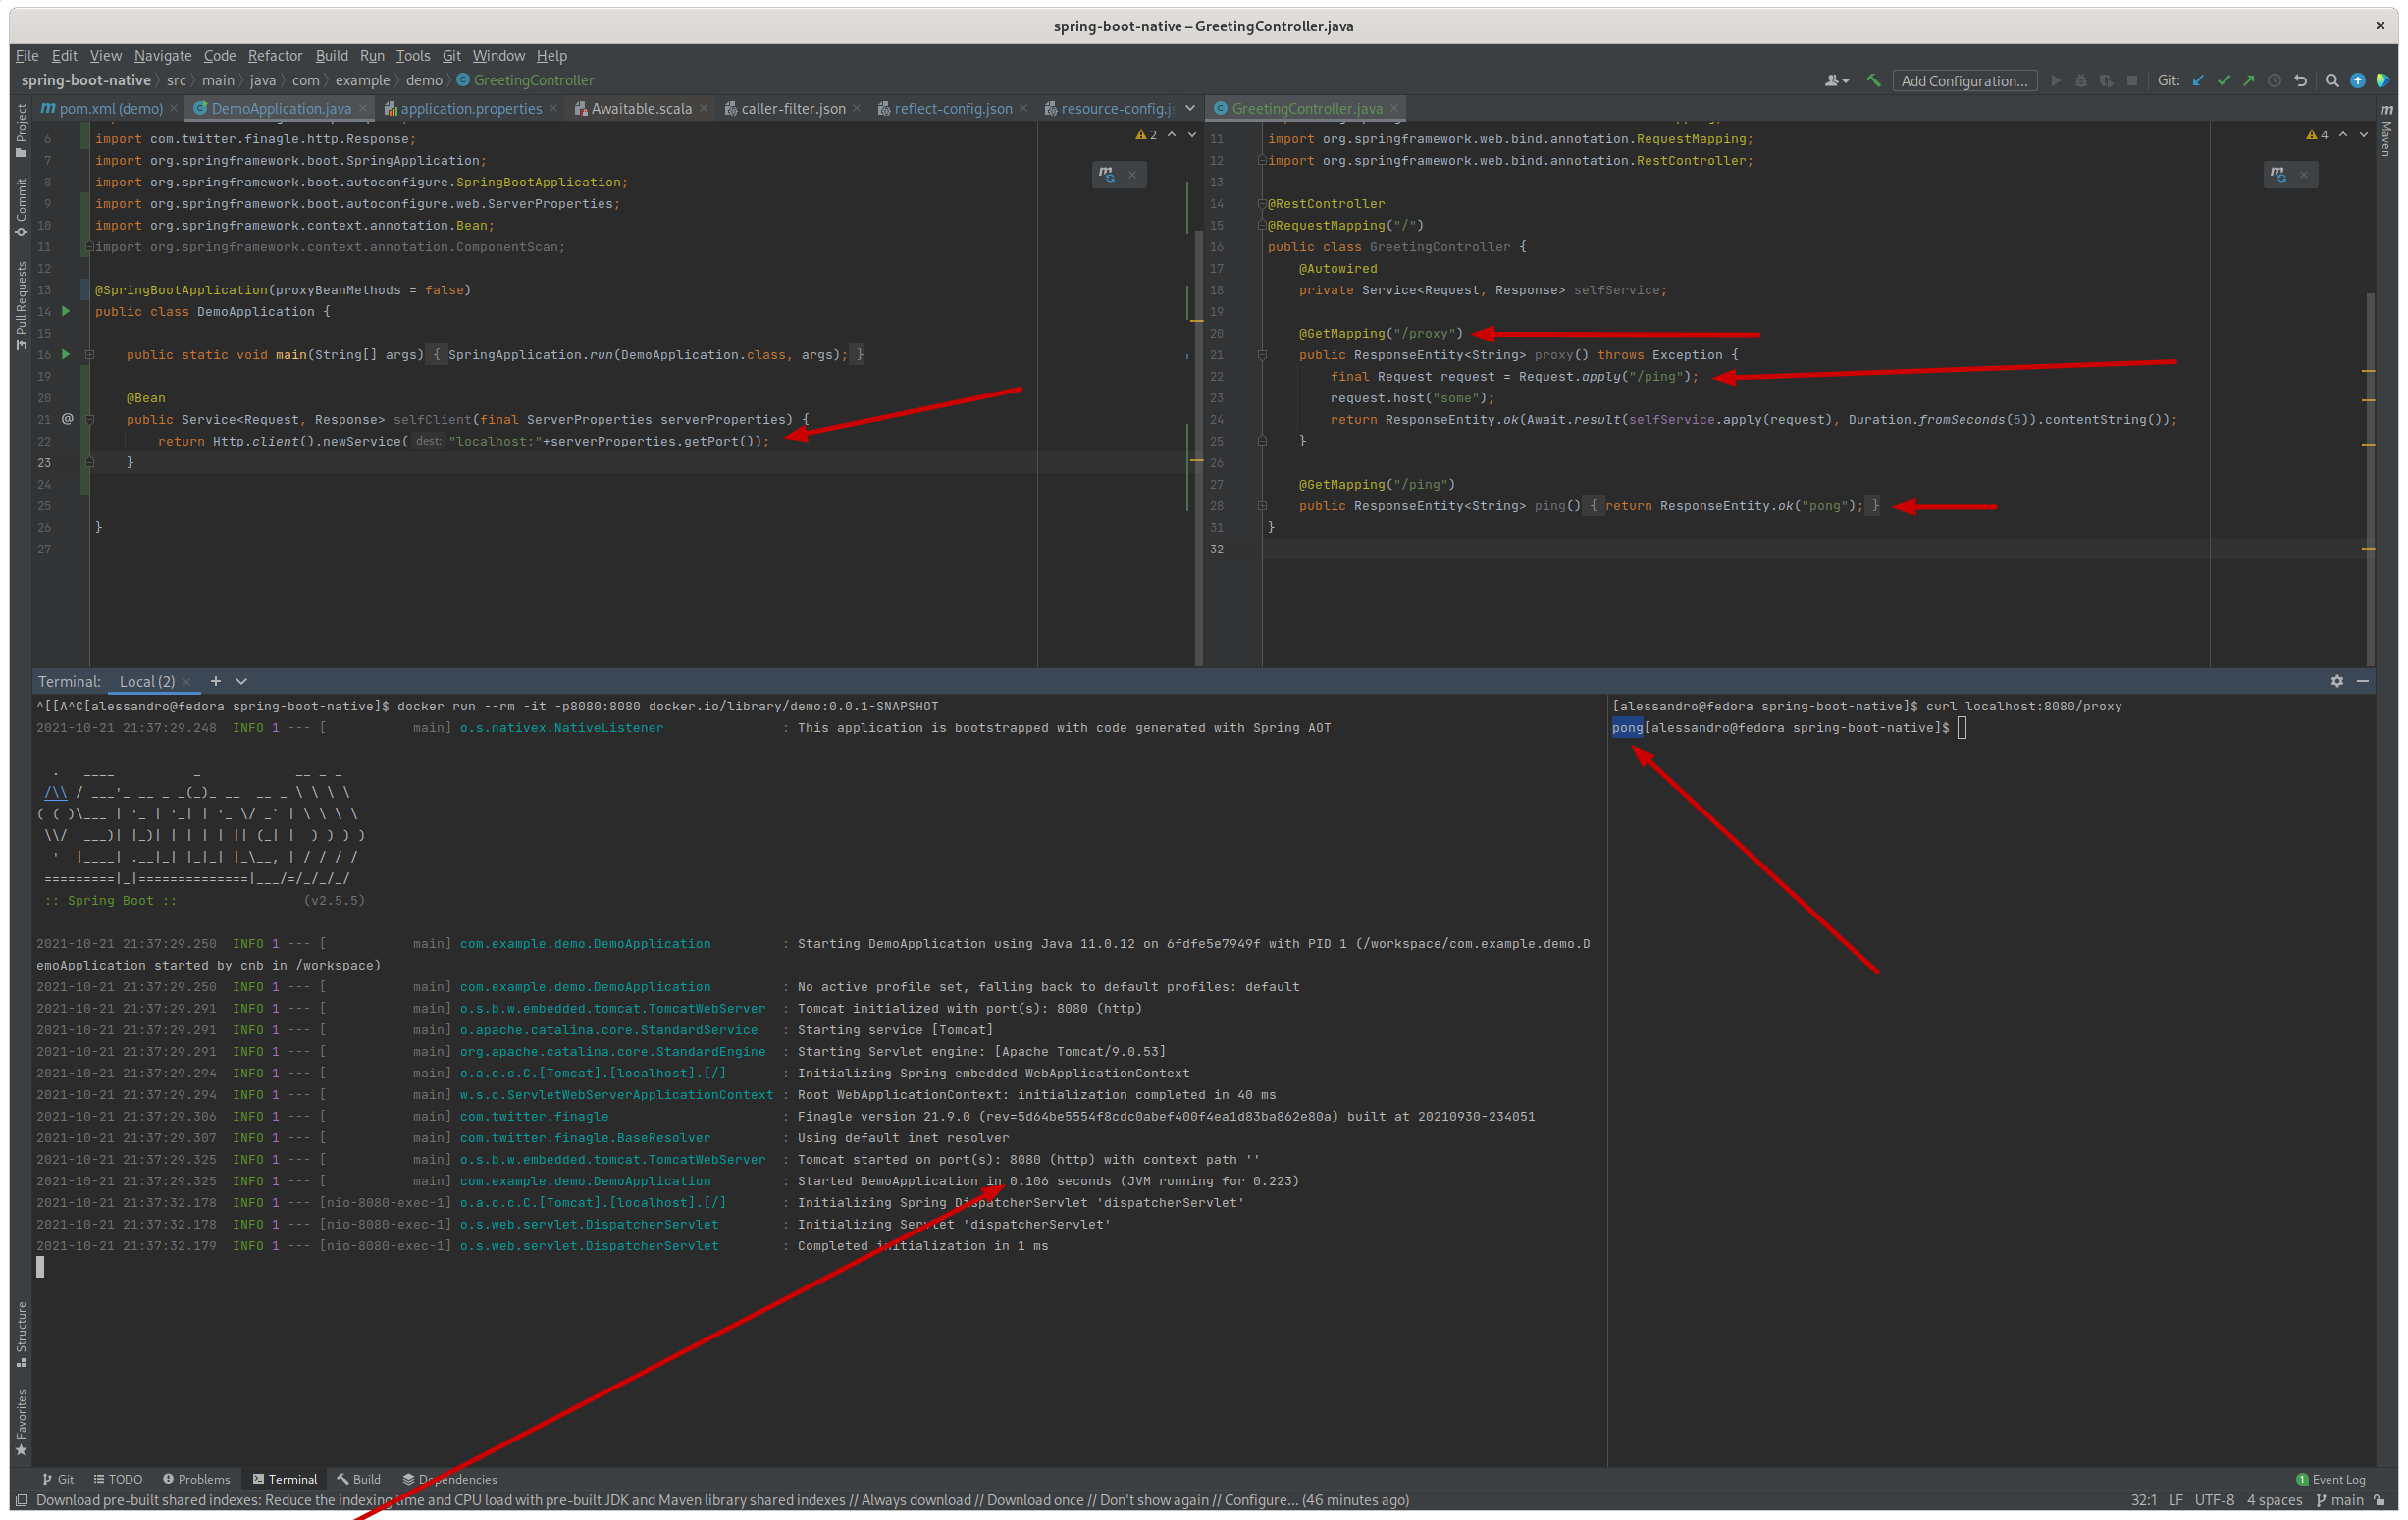 spring-boot-native – GreetingController.java
File Edit View Navigate Code Refactor Build Run Tools Git Window Help
spring-boot-native src main java com example demo GreetingController
Add Configuration...
Git:
pom.xml (demo)
DemoApplication.java
application.properties
Awaitable.scala
caller-filter.json
reflect-config.json
resource-config.js
GreetingController.java
Project
Commit
Pull Requests
Structure
Favorites
Maven
2
6 import com.twitter.finagle.http.Response;
7 import org.springframework.boot.SpringApplication;
8 import org.springframework.boot.autoconfigure.SpringBootApplication;
9 import org.springframework.boot.autoconfigure.web.ServerProperties;
10 import org.springframework.context.annotation.Bean;
11 import org.springframework.context.annotation.ComponentScan;
12
13 @SpringBootApplication(proxyBeanMethods = false)
14 public class DemoApplication {
15
16 public static void main(String[] args) { SpringApplication.run(DemoApplication.class, args); }
19
20 @Bean
21 @ public Service<Request, Response> selfClient(final ServerProperties serverProperties) {
22 return Http.client().newService( dest: "localhost:"+serverProperties.getPort());
23 }
24
25
26 }
27
4
11 import org.springframework.web.bind.annotation.RequestMapping;
12 import org.springframework.web.bind.annotation.RestController;
13
14 @RestController
15 @RequestMapping("/")
16 public class GreetingController {
17 @Autowired
18 private Service<Request, Response> selfService;
19
20 @GetMapping("/proxy")
21 public ResponseEntity<String> proxy() throws Exception {
22 final Request request = Request.apply("/ping");
23 request.host("some");
24 return ResponseEntity.ok(Await.result(selfService.apply(request), Duration.fromSeconds(5)).contentString());
25 }
26
27 @GetMapping("/ping")
28 public ResponseEntity<String> ping() { return ResponseEntity.ok("pong"); }
31 }
32
Terminal: Local (2)
^[[A^C[alessandro@fedora spring-boot-native]$ docker run --rm -it -p8080:8080 docker.io/library/demo:0.0.1-SNAPSHOT
2021-10-21 21:37:29.248 INFO 1 --- [ main] o.s.nativex.NativeListener : This application is bootstrapped with code generated with Spring AOT
  .   ____          _            __ _ _
 /\\ / ___'_ __ _ _(_)_ __  __ _ \ \ \ \
( ( )\___ | '_ | '_| | '_ \/ _` | \ \ \ \
 \\/  ___)| |_)| | | | | || (_| |  ) ) ) )
  '  |____| .__|_| |_|_| |_\__, | / / / /
 =========|_|==============|___/=/_/_/_/
 :: Spring Boot :: (v2.5.5)
2021-10-21 21:37:29.250 INFO 1 --- [ main] com.example.demo.DemoApplication : Starting DemoApplication using Java 11.0.12 on 6fdfe5e7949f with PID 1 (/workspace/com.example.demo.D
emoApplication started by cnb in /workspace)
2021-10-21 21:37:29.250 INFO 1 --- [ main] com.example.demo.DemoApplication : No active profile set, falling back to default profiles: default
2021-10-21 21:37:29.291 INFO 1 --- [ main] o.s.b.w.embedded.tomcat.TomcatWebServer : Tomcat initialized with port(s): 8080 (http)
2021-10-21 21:37:29.291 INFO 1 --- [ main] o.apache.catalina.core.StandardService : Starting service [Tomcat]
2021-10-21 21:37:29.291 INFO 1 --- [ main] org.apache.catalina.core.StandardEngine : Starting Servlet engine: [Apache Tomcat/9.0.53]
2021-10-21 21:37:29.294 INFO 1 --- [ main] o.a.c.c.C.[Tomcat].[localhost].[/] : Initializing Spring embedded WebApplicationContext
2021-10-21 21:37:29.294 INFO 1 --- [ main] w.s.c.ServletWebServerApplicationContext : Root WebApplicationContext: initialization completed in 40 ms
2021-10-21 21:37:29.306 INFO 1 --- [ main] com.twitter.finagle : Finagle version 21.9.0 (rev=5d64be5554f8cdc0abef400f4ea1d83ba862e80a) built at 20210930-234051
2021-10-21 21:37:29.307 INFO 1 --- [ main] com.twitter.finagle.BaseResolver : Using default inet resolver
2021-10-21 21:37:29.325 INFO 1 --- [ main] o.s.b.w.embedded.tomcat.TomcatWebServer : Tomcat started on port(s): 8080 (http) with context path ''
2021-10-21 21:37:29.325 INFO 1 --- [ main] com.example.demo.DemoApplication : Started DemoApplication in 0.106 seconds (JVM running for 0.223)
2021-10-21 21:37:32.178 INFO 1 --- [nio-8080-exec-1] o.a.c.c.C.[Tomcat].[localhost].[/] : Initializing Spring DispatcherServlet 'dispatcherServlet'
2021-10-21 21:37:32.178 INFO 1 --- [nio-8080-exec-1] o.s.web.servlet.DispatcherServlet : Initializing Servlet 'dispatcherServlet'
2021-10-21 21:37:32.179 INFO 1 --- [nio-8080-exec-1] o.s.web.servlet.DispatcherServlet : Completed initialization in 1 ms
[alessandro@fedora spring-boot-native]$ curl localhost:8080/proxy
pong[alessandro@fedora spring-boot-native]$
Git TODO Problems Terminal Build Dependencies
1 Event Log
Download pre-built shared indexes: Reduce the indexing time and CPU load with pre-built JDK and Maven library shared indexes // Always download // Download once // Don't show again // Configure... (46 minutes ago)
32:1 LF UTF-8 4 spaces main